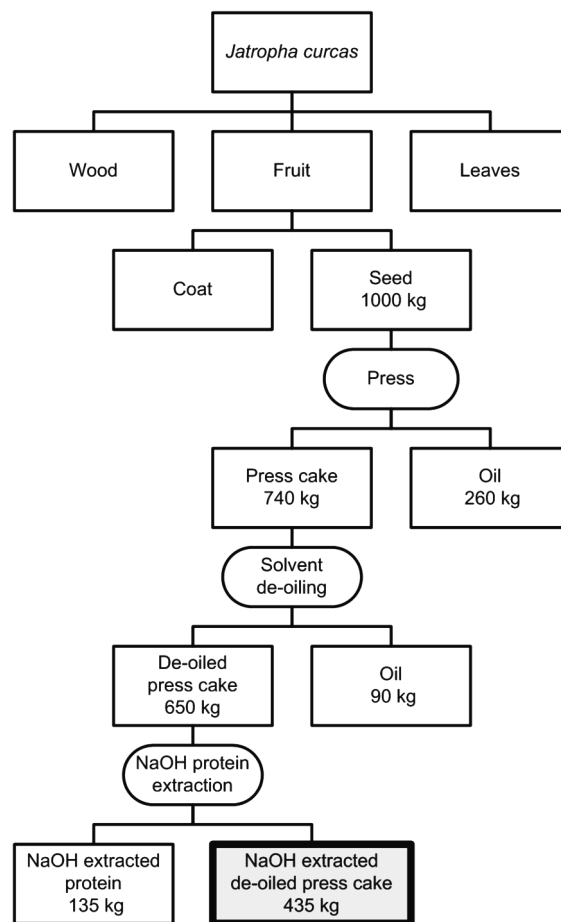 Jatropha curcas
Wood
Fruit
Leaves
Coat
Seed
1000 kg
Press
Press cake
740 kg
Oil
260 kg
Solvent
de-oiling
De-oiled
press cake
650 kg
Oil
90 kg
NaOH protein
extraction
NaOH extracted
protein
135 kg
NaOH extracted
de-oiled press cake
435 kg